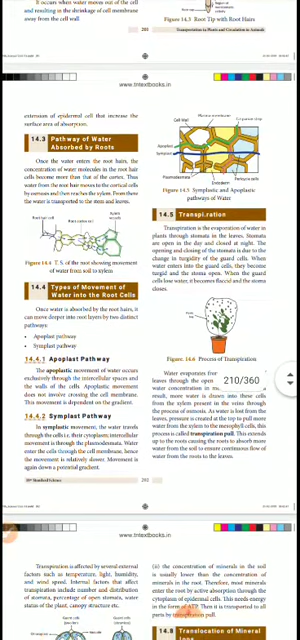 It occurs when water moves out of the cell
and resulting in the shrinkage of cell membrane
away from the cell wall
Figure 14.3 Root Tip with Root Hairs
Transportation in Plants and Circulation in Animals
www.tntextbooks.in
extension of epidermal cell that increase the
surface area of absorption.
14.3 Pathway of Water
Absorbed by Roots
Once the water enters the root hair, the
concentration of water molecules in the root hair
cells become more than that of the cortex. Thus
water from the root hair moves to the cortical cells
by osmosis and then reaches the xylem. From there
the water is transported to the stem and leaves.
Figure 14.4 T. S. of the root showing movement
of water from soil to xylem
14.4 Types of Movement of
Water into the Root Cells
Once water is absorbed by the root hairs, it
can move deeper into root layers by two distinct
pathways:
• Apoplast pathway
• Symplast pathway
14.4.1 Apoplast Pathway
The apoplastic movement of water occurs
exclusively through the intercellular spaces and
the walls of the cells. Apoplastic movement
does not involve crossing the cell membrane.
This movement is dependent on the gradient.
14.4.2 Symplast Pathway
In symplastic movement, the water travels
through the cells i.e. their cytoplasm; intercellular
movement is through the plasmodesmata. Water
enter the cells through the cell membrane, hence
the movement is relatively slower. Movement is
again down a potential gradient.
10th Standard Science
Cell Wall
Apoplast
Symplast
Plasmodesmata
Endoderm
Pericycle cells
Figure 14.5 Symplastic and Apoplastic
pathways of Water
14.5 Transpiration
Transpiration is the evaporation of water in
plants through stomata in the leaves. Stomata
are open in the day and closed at night. The
opening and closing of the stomata is due to the
change in turgidity of the guard cells. When
water enters into the guard cells, they become
turgid and the stoma open. When the guard
cells lose water, it becomes flaccid and the stoma
closes.
Figure 14.6 Process of Transpiration
Water evaporates from
leaves through the open
water concentration in
210/360
result, more water is drawn into these cells
from the xylem present in the veins through
the process of osmosis. As water is lost from the
leaves, pressure is created at the top to pull more
water from the xylem to the mesophyll cells, this
process is called transpiration pull. This extends
up to the roots causing the roots to absorb more
water from the soil to ensure continuous flow of
water from the roots to the leaves.
202
www.tntextbooks.in
Transpiration is affected by several external
factors such as temperature, light, humidity,
and wind speed. Internal factors that affect
transpiration include number and distribution
of stomata, percentage of open stomata, water
status of the plant, canopy structure etc.
(ii) the concentration of minerals in the soil
is usually lower than the concentration of
minerals in the root. Therefore, most minerals
enter the root by active absorption through the
cytoplasm of epidermal cells. This needs energy
in the form of ATP. Then it is transported to all
parts by transpiration pull.
14.8 Translocation of Mineral